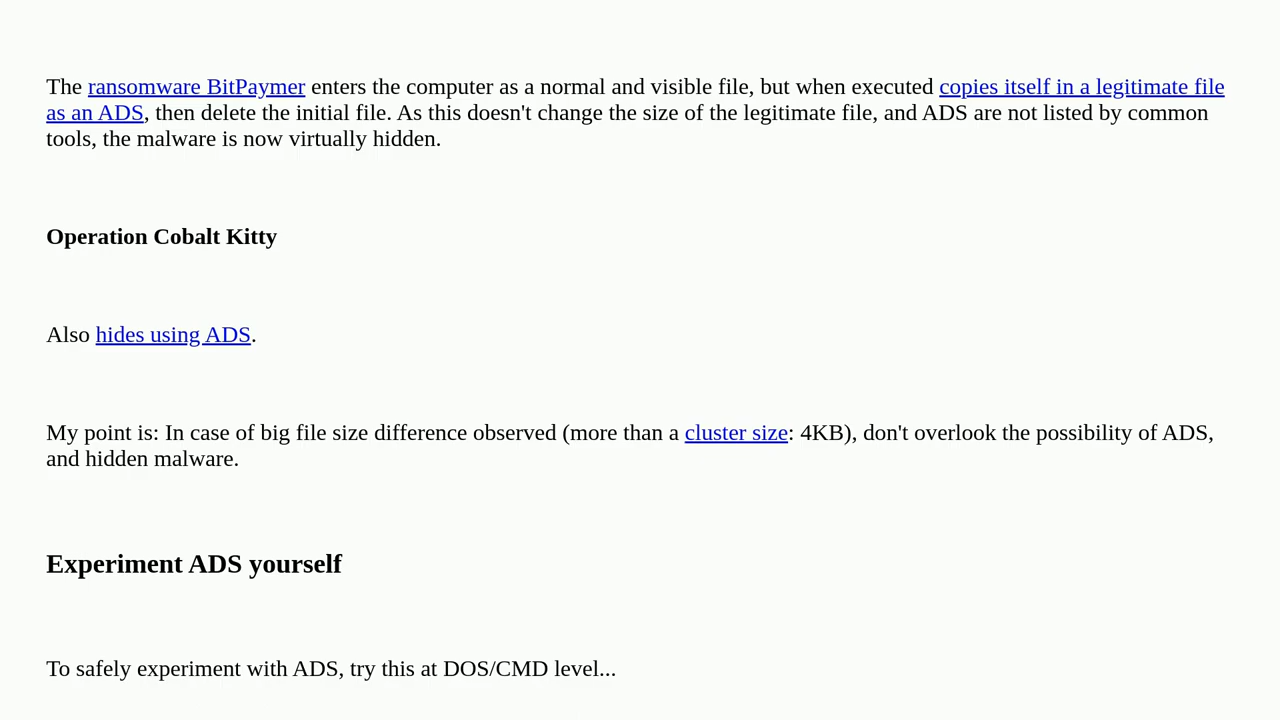 The ransomware BitPaymer enters the computer as a normal and visible file, but when executed copies itself in a legitimate file
as an ADS, then delete the initial file. As this doesn't change the size of the legitimate file, and ADS are not listed by common
tools, the malware is now virtually hidden.
Operation Cobalt Kitty
Also hides using ADS.
My point is: In case of big file size difference observed (more than a cluster size: 4KB), don't overlook the possibility of ADS,
and hidden malware.
Experiment ADS yourself
To safely experiment with ADS, try this at DOS/CMD level...